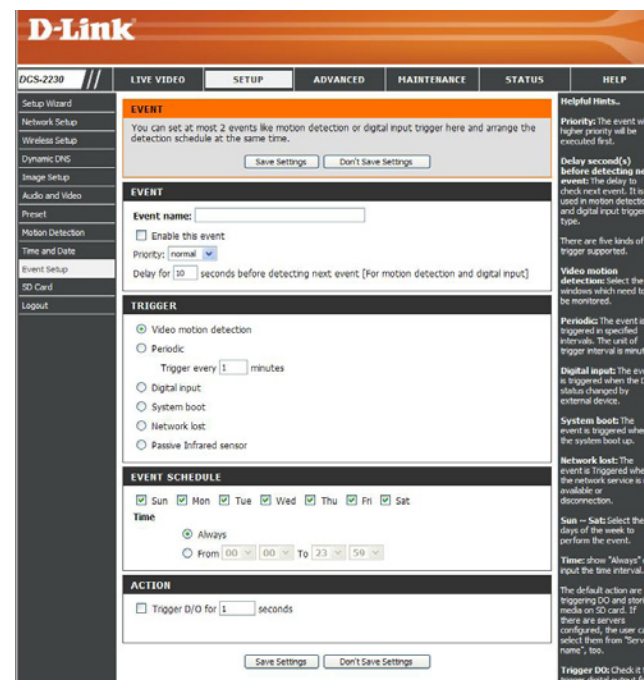 D-Link
DCS-2230 // LIVE VIDEO SETUP ADVANCED MAINTENANCE STATUS HELP
Setup Wizard
Network Setup
Wireless Setup
Dynamic DNS
Image Setup
Audio and Video
Preset
Motion Detection
Time and Date
Event Setup
SD Card
Logout
EVENT
You can set at most 2 events like motion detection or digital input trigger here and arrange the
detection schedule at the same time.
Save Settings Don't Save Settings
EVENT
Event name:
Enable this event
Priority: normal
Delay for 10 seconds before detecting next event [For motion detection and digital input]
TRIGGER
Video motion detection
Periodic
Trigger every 1 minutes
Digital input
System boot
Network lost
Passive Infrared sensor
EVENT SCHEDULE
Sun Mon Tue Wed Thu Fri Sat
Time
Always
From 00 00 To 23 59
ACTION
Trigger D/O for 1 seconds
Save Settings Don't Save Settings
Helpful Hints..
Priority: The event w
higher priority will be
executed first.
Delay second(s)
before detecting ne
event: The delay to
check next event. It is
used in motion detectio
and digital input trigger
type.
There are five kinds of
trigger supported.
Video motion
detection: Select the
windows which need to
be monitored.
Periodic: The event is
triggered in specified
intervals. The unit of
trigger interval is minut
Digital input: The eve
is triggered when the D
status changed by
external device.
System boot: The
event is triggered when
the system boot up.
Network lost: The
event is Triggered whe
the network service is
available or
disconnection.
Sun ~ Sat: Select the
days of the week to
perform the event.
Time: show "Always"
input the time interval.
The default action are
triggering DO and stori
media on SD card. If
there are servers
configured, the user ca
select them from "Serv
name", too.
Trigger DO: Check it t